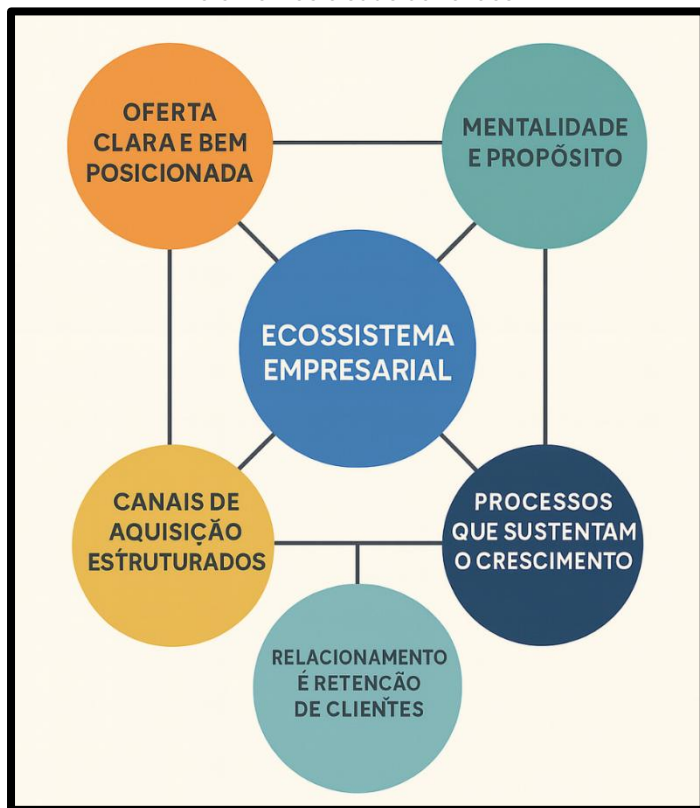 OFERTA
CLARA E BEM
POSICIONADA
MENTALIDADE
E PROPÓSITO
ECOSSISTEMA
EMPRESARIAL
CANAIS DE
AQUISIÇÃO
ESTRUTURADOS
PROCESSOS
QUE SUSTENTAM
O CRESCIMENTO
RELACIONAMENTO
É RETENÇÃO
DE CLIENTES